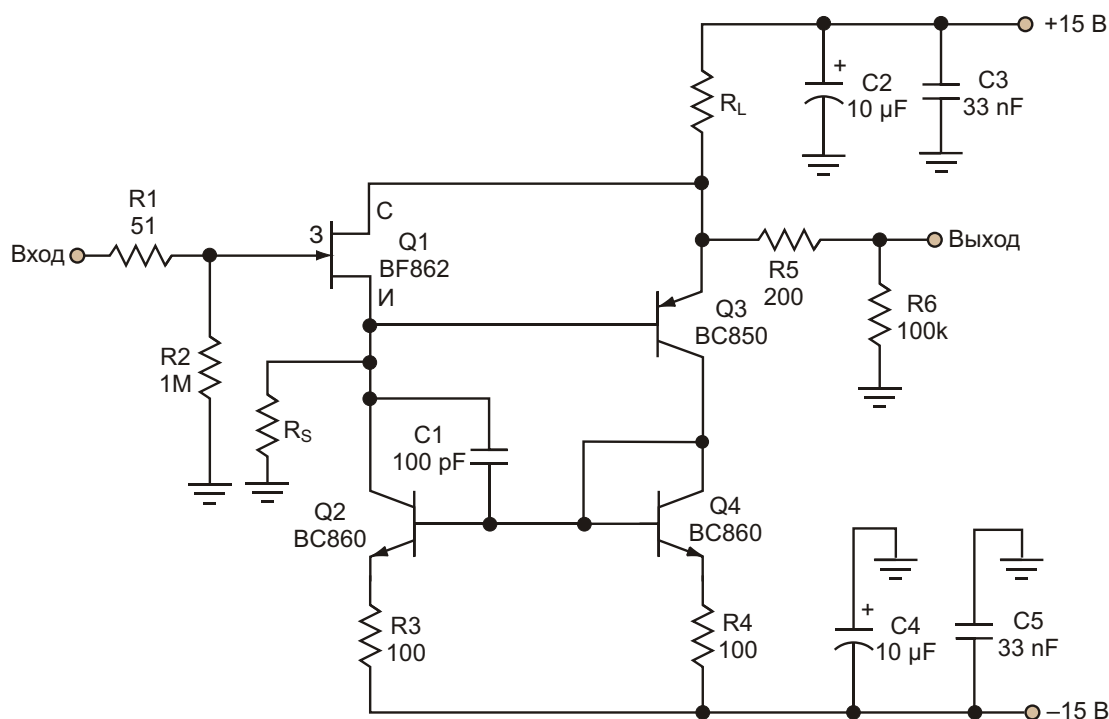 +15 В
RL
+
C2
10 µF
C3
33 nF
R1
51
Вход
З
С
Q1
BF862
И
R5
200
Выход
Q3
BC850
R6
100k
R2
1M
RS
C1
100 pF
Q2
BC860
Q4
BC860
R3
100
R4
100
+
C4
10 µF
C5
33 nF
–15 В